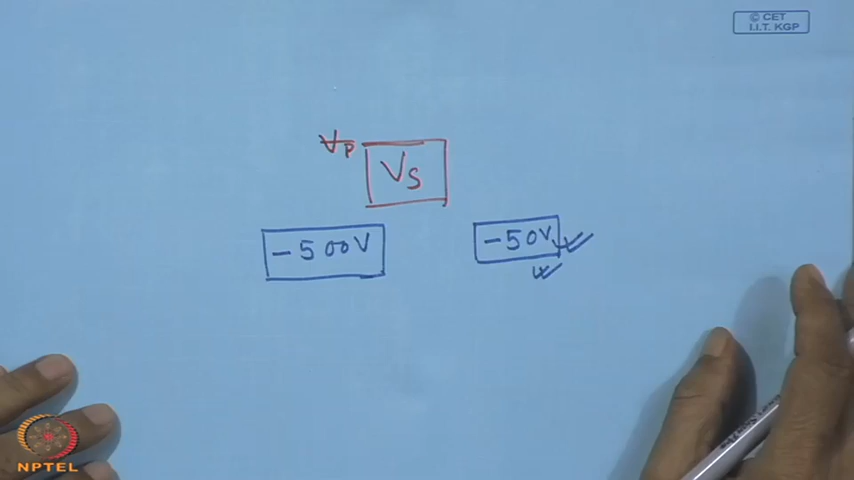 © CET
I.I.T. KGP
Vp
Vs
-500V
-50V
NPTEL